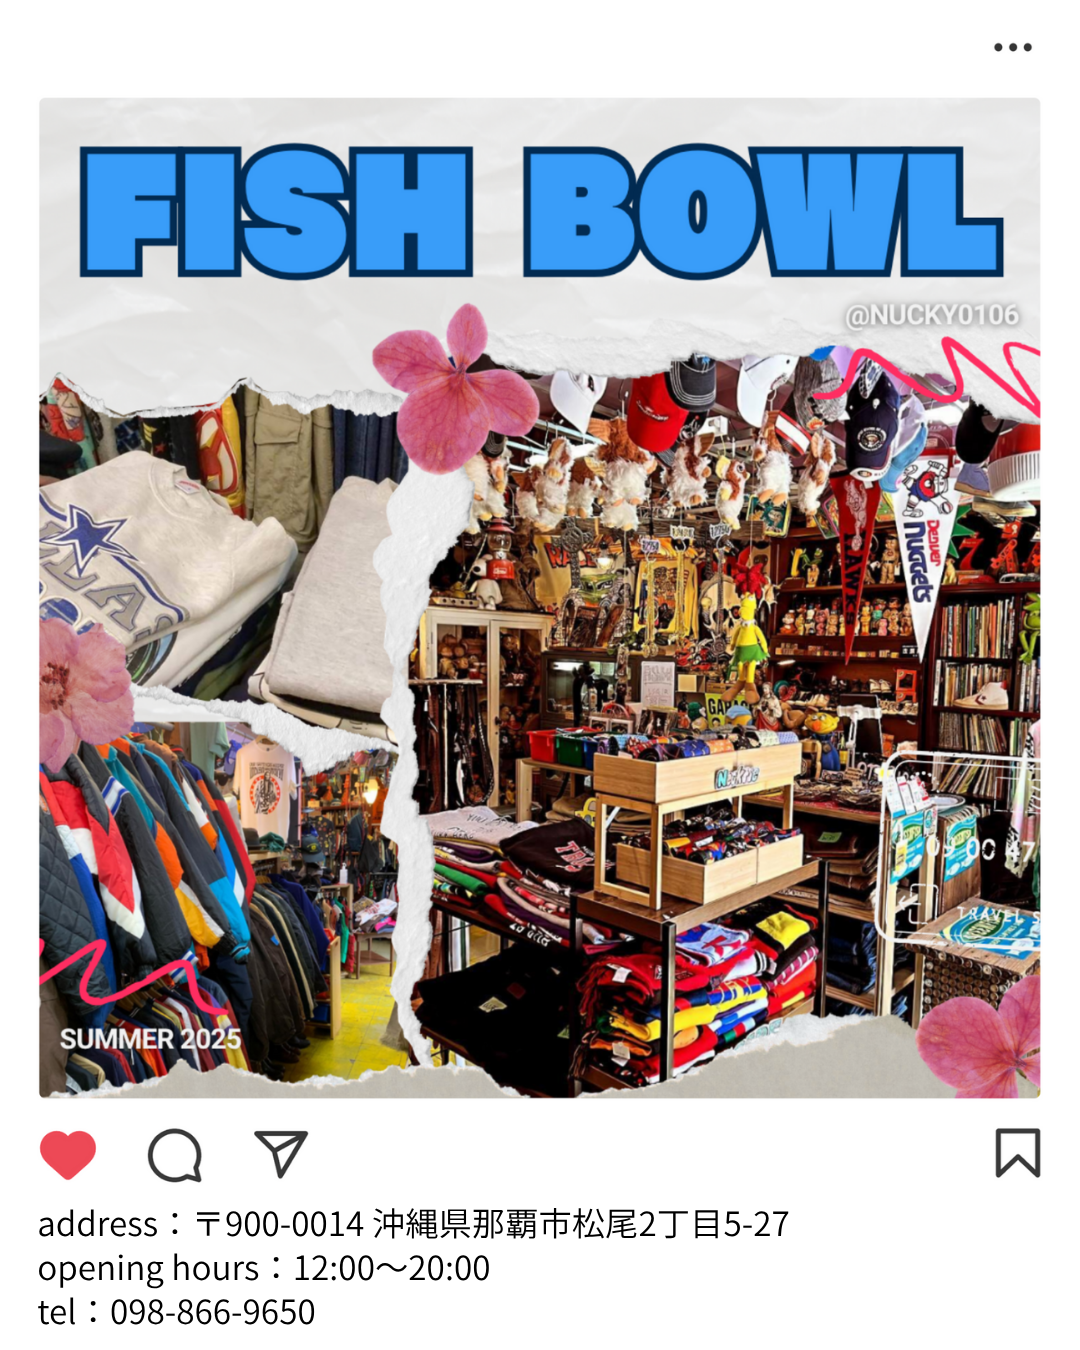 FISH BOWL
@NUCKY0106
DENVER
Nuggets
SUMMER 2025
address：〒900-0014 沖縄県那覇市松尾2丁目5-27
opening hours：12:00〜20:00
tel：098-866-9650